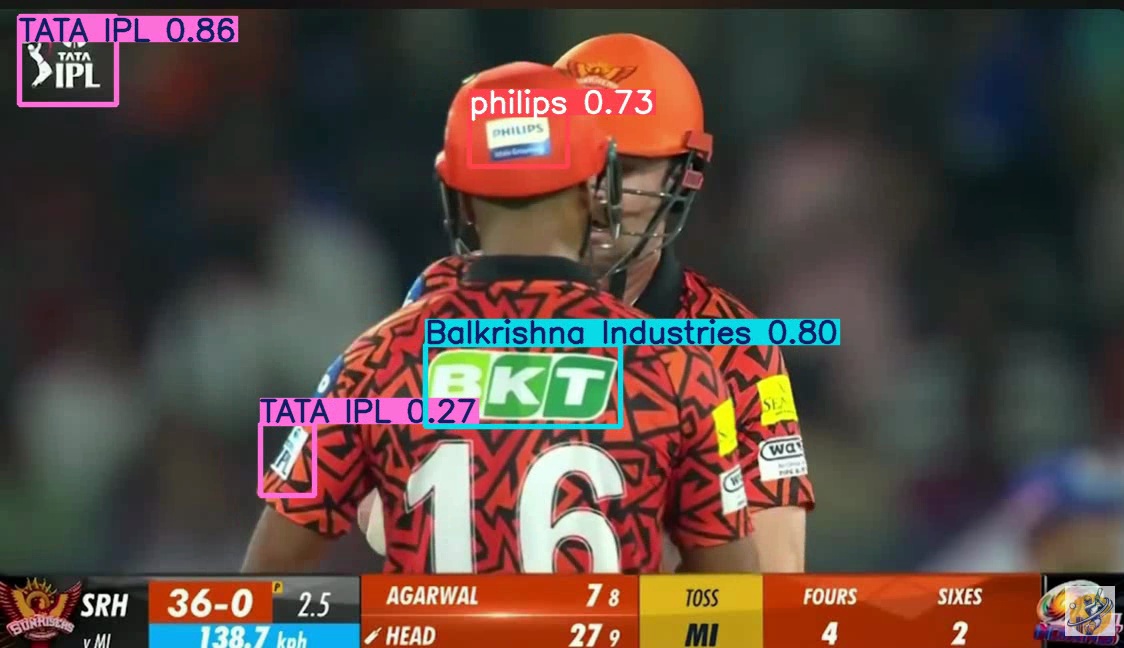 TATA IPL 0.86
TATA
IPL
philips 0.73
PHILIPS
Balkrishna Industries 0.80
BKT
TATA IPL 0.27
16
SRH
v MI
SUNRISERS
36-0
P
2.5
138.7 kph
AGARWAL 7 8
HEAD 27 9
TOSS
MI
FOURS
4
SIXES
2